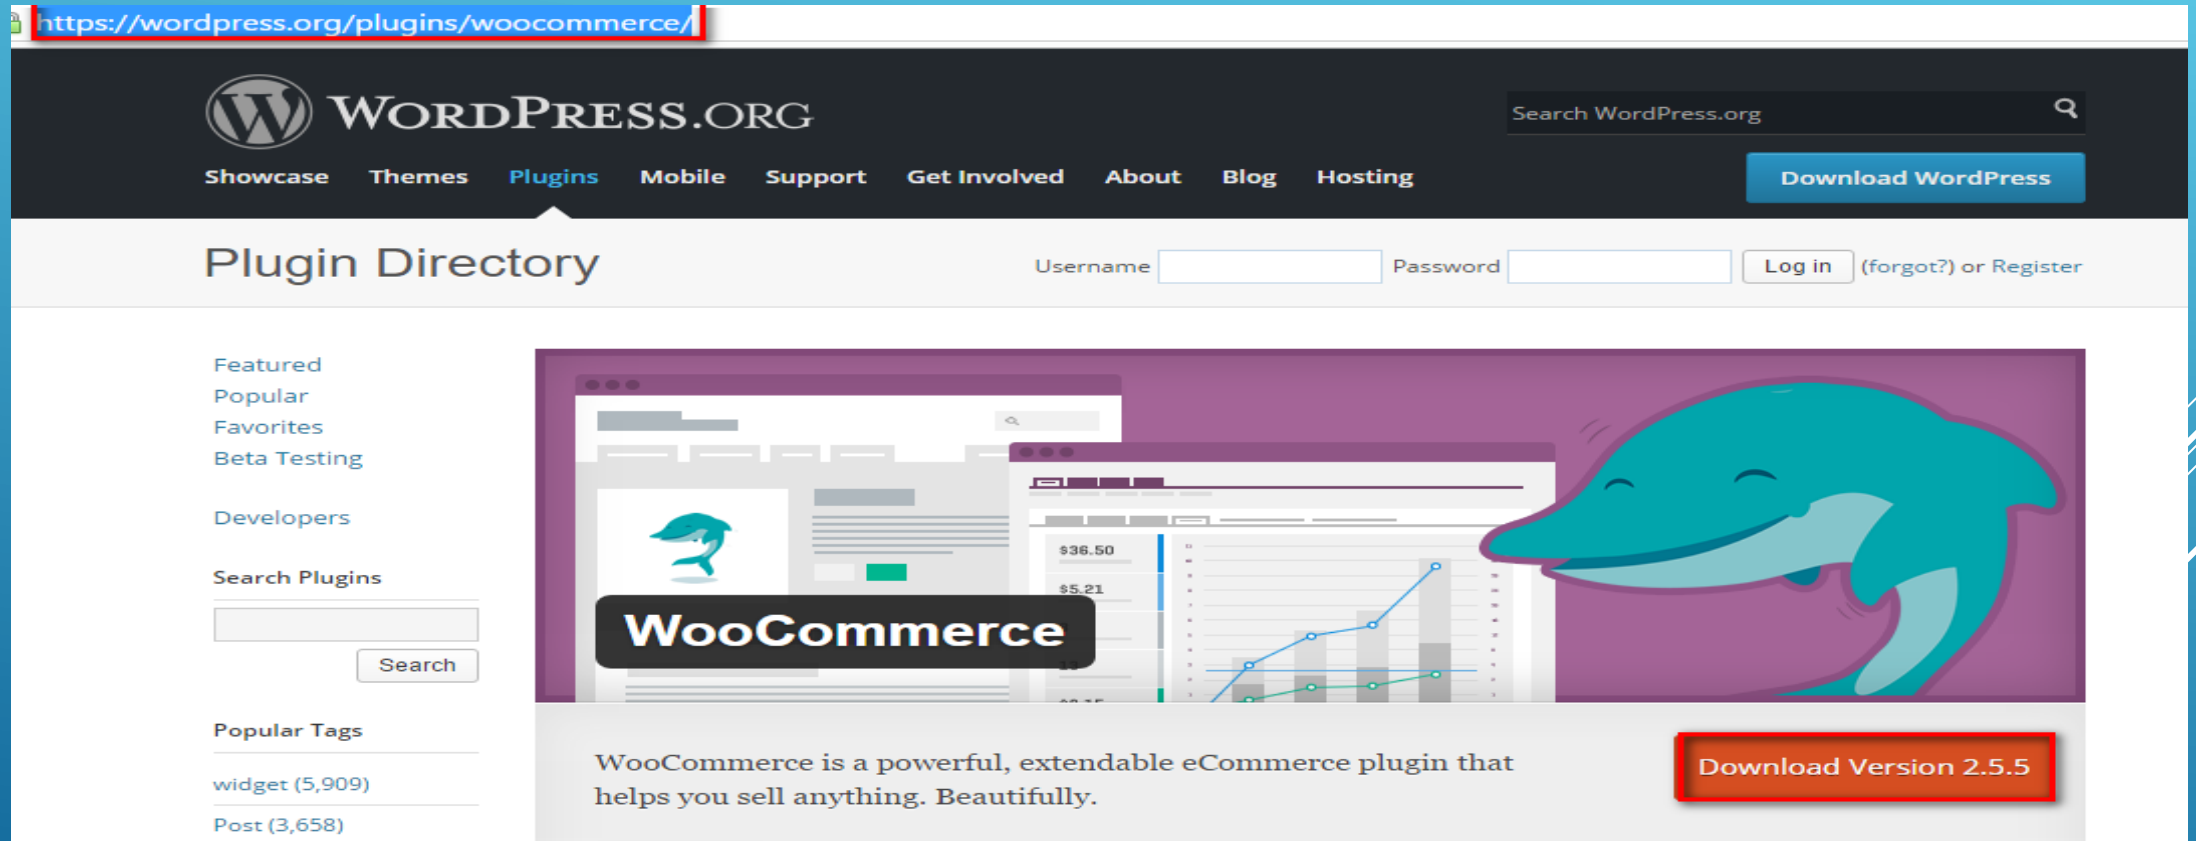 https://wordpress.org/plugins/woocommerce/
WORDPRESS.ORG
Search WordPress.org
Showcase Themes Plugins Mobile Support Get Involved About Blog Hosting
Download WordPress
Plugin Directory
Username Password Log in (forgot?) or Register
Featured
Popular
Favorites
Beta Testing
Developers
Search Plugins
Search
Popular Tags
widget (5,909)
Post (3,658)
$36.50
$5.21
WooCommerce
13
WooCommerce is a powerful, extendable eCommerce plugin that
helps you sell anything. Beautifully.
Download Version 2.5.5